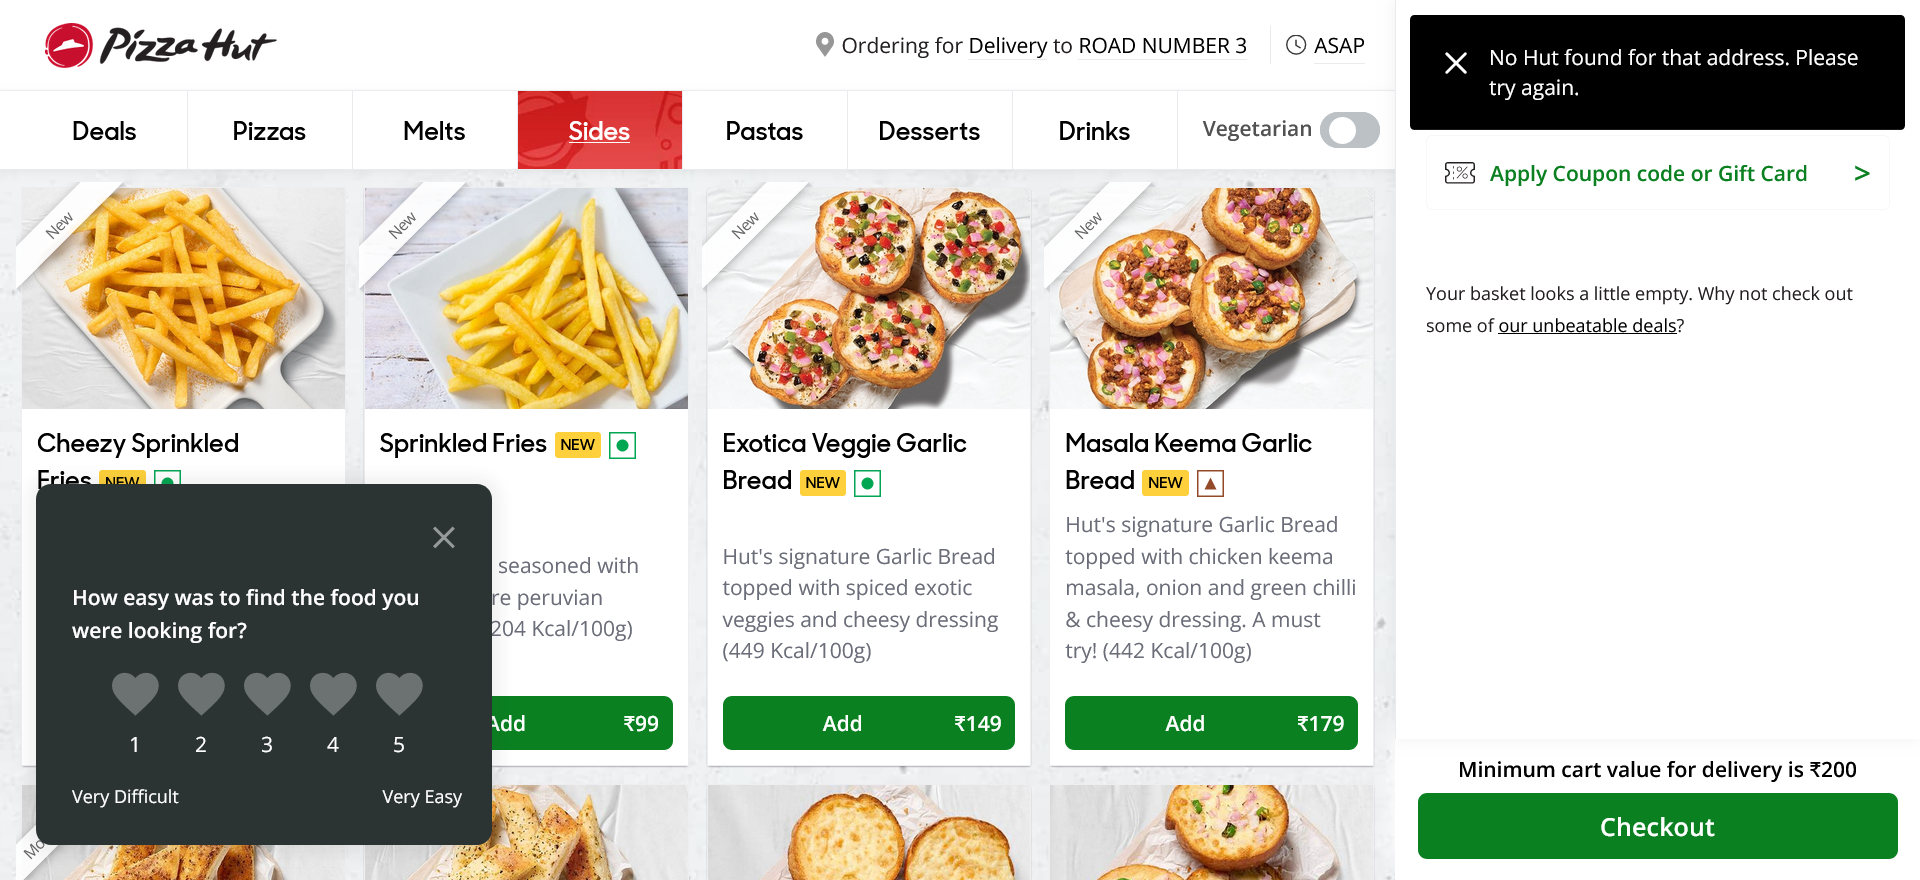 Pizza Hut
Ordering for Delivery to ROAD NUMBER 3
ASAP
Deals
Pizzas
Melts
Sides
Pastas
Desserts
Drinks
Vegetarian
New
Cheezy Sprinkled
Fries NEW
New
Sprinkled Fries NEW
seasoned with
re peruvian
204 Kcal/100g)
Add ₹99
New
Exotica Veggie Garlic
Bread NEW
Hut's signature Garlic Bread
topped with spiced exotic
veggies and cheesy dressing
(449 Kcal/100g)
Add ₹149
New
Masala Keema Garlic
Bread NEW
Hut's signature Garlic Bread
topped with chicken keema
masala, onion and green chilli
& cheesy dressing. A must
try! (442 Kcal/100g)
Add ₹179
How easy was to find the food you
were looking for?
1 2 3 4 5
Very Difficult Very Easy
No Hut found for that address. Please
try again.
Apply Coupon code or Gift Card >
Your basket looks a little empty. Why not check out
some of our unbeatable deals?
Minimum cart value for delivery is ₹200
Checkout